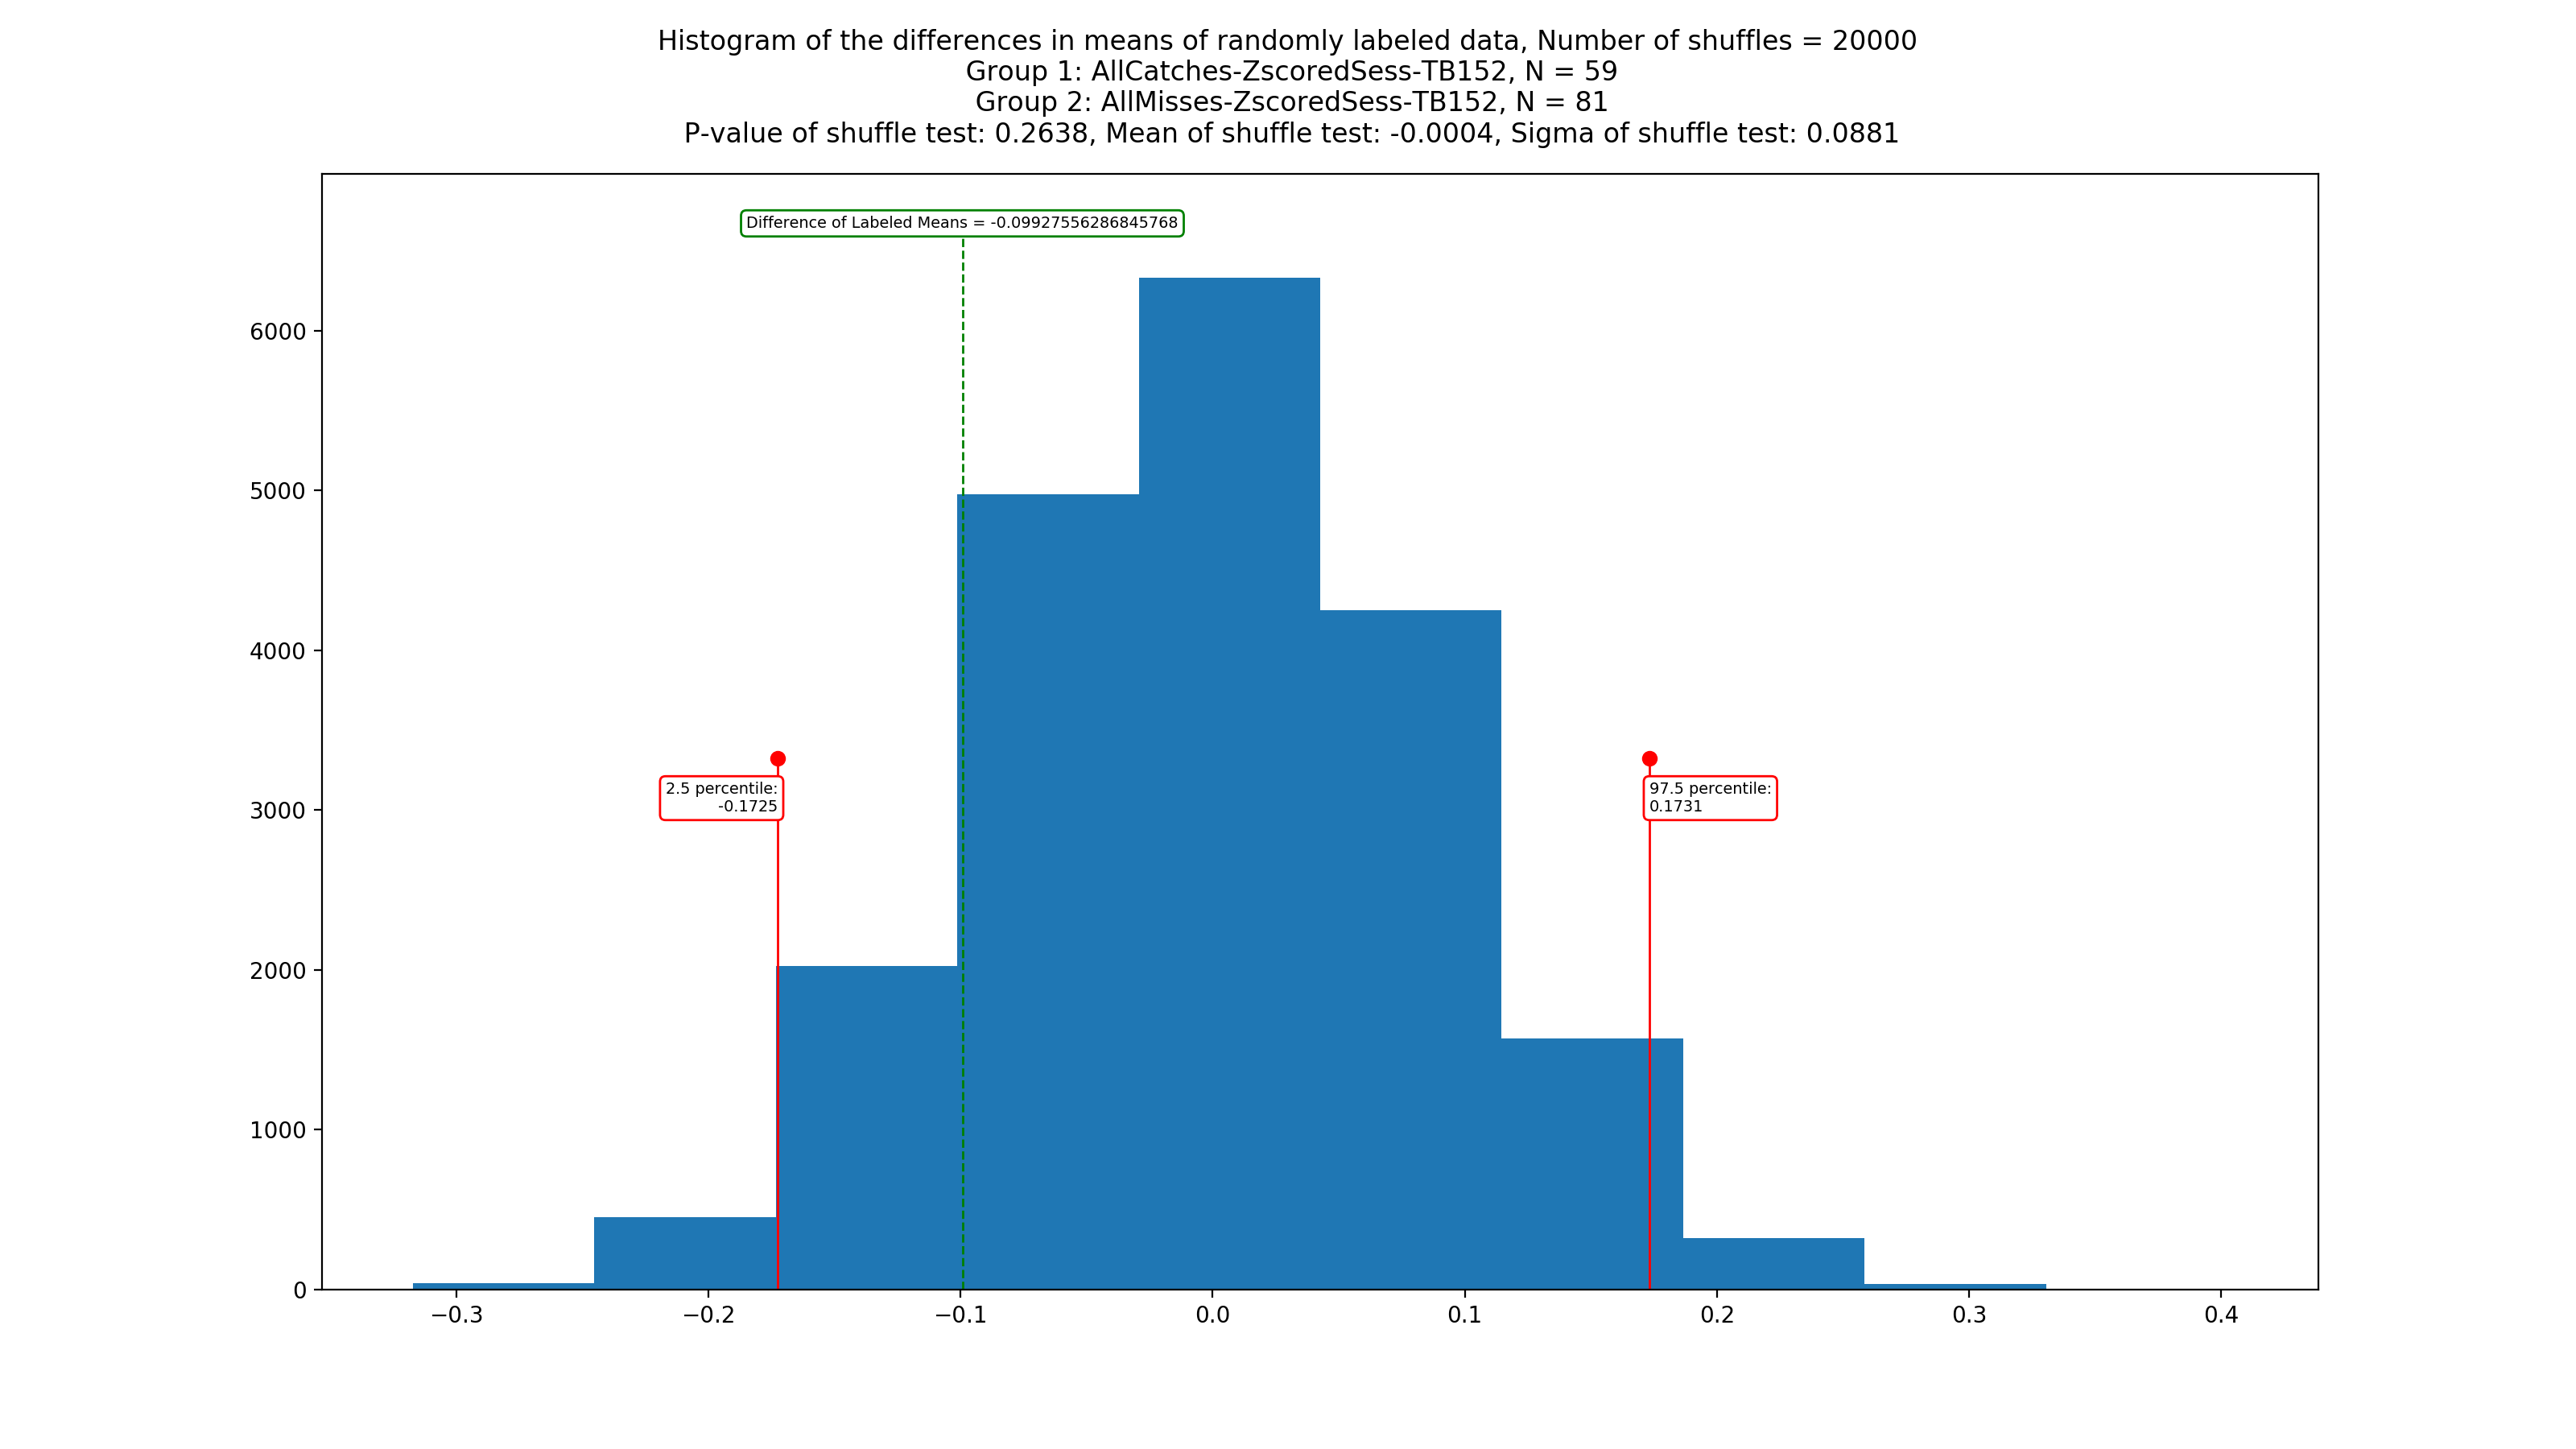 Histogram of the differences in means of randomly labeled data, Number of shuffles = 20000
Group 1: AllCatches-ZscoredSess-TB152, N = 59
Group 2: AllMisses-ZscoredSess-TB152, N = 81
P-value of shuffle test: 0.2638, Mean of shuffle test: -0.0004, Sigma of shuffle test: 0.0881
Difference of Labeled Means = -0.09927556286845768
6000
5000
4000
3000
2000
1000
0
2.5 percentile:
-0.1725
97.5 percentile:
0.1731
−0.3
−0.2
−0.1
0.0
0.1
0.2
0.3
0.4